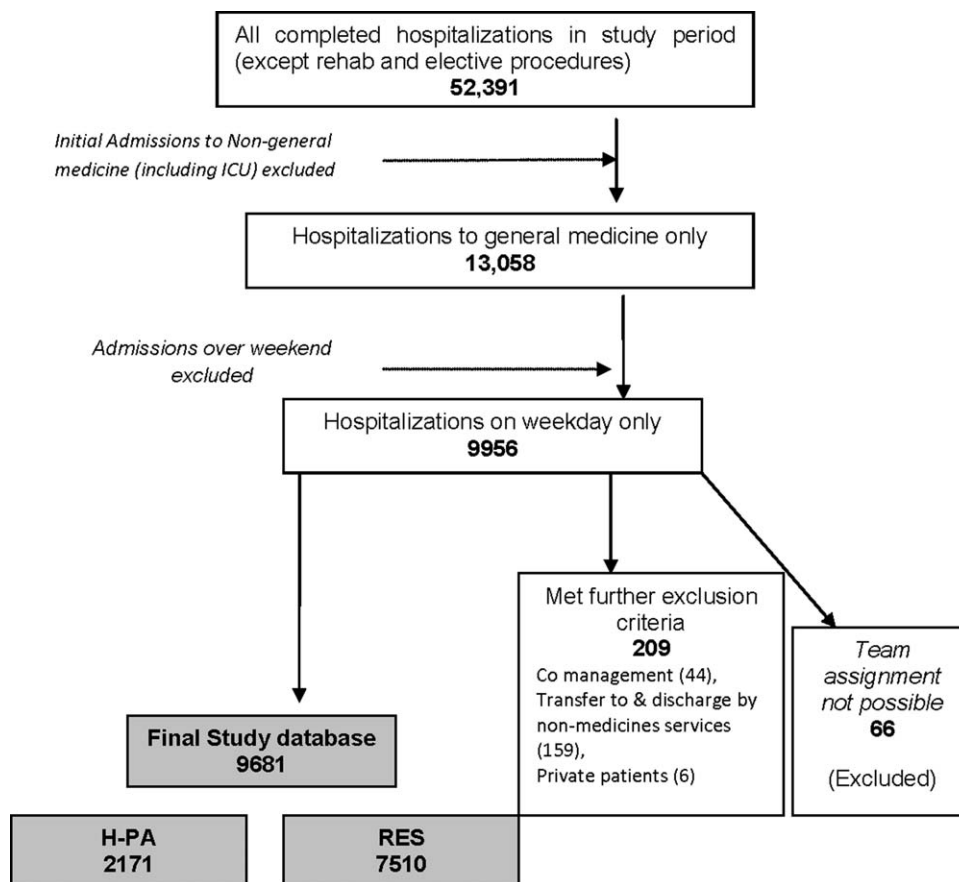 All completed hospitalizations in study period
(except rehab and elective procedures)
52,391
Initial Admissions to Non-general
medicine (including ICU) excluded
Hospitalizations to general medicine only
13,058
Admissions over weekend
excluded
Hospitalizations on weekday only
9956
Met further exclusion
criteria
209
Co management (44),
Transfer to & discharge by
non-medicines services
(159),
Private patients (6)
Team
assignment
not possible
66
(Excluded)
Final Study database
9681
H-PA
2171
RES
7510